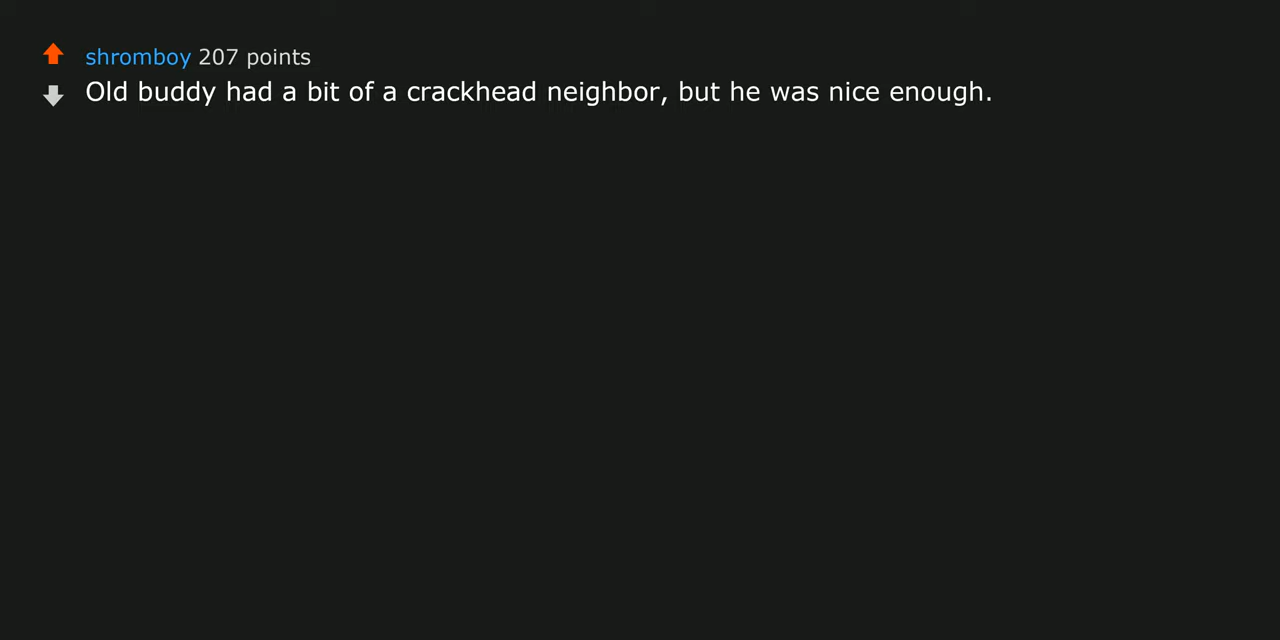 shromboy 207 points
Old buddy had a bit of a crackhead neighbor, but he was nice enough.